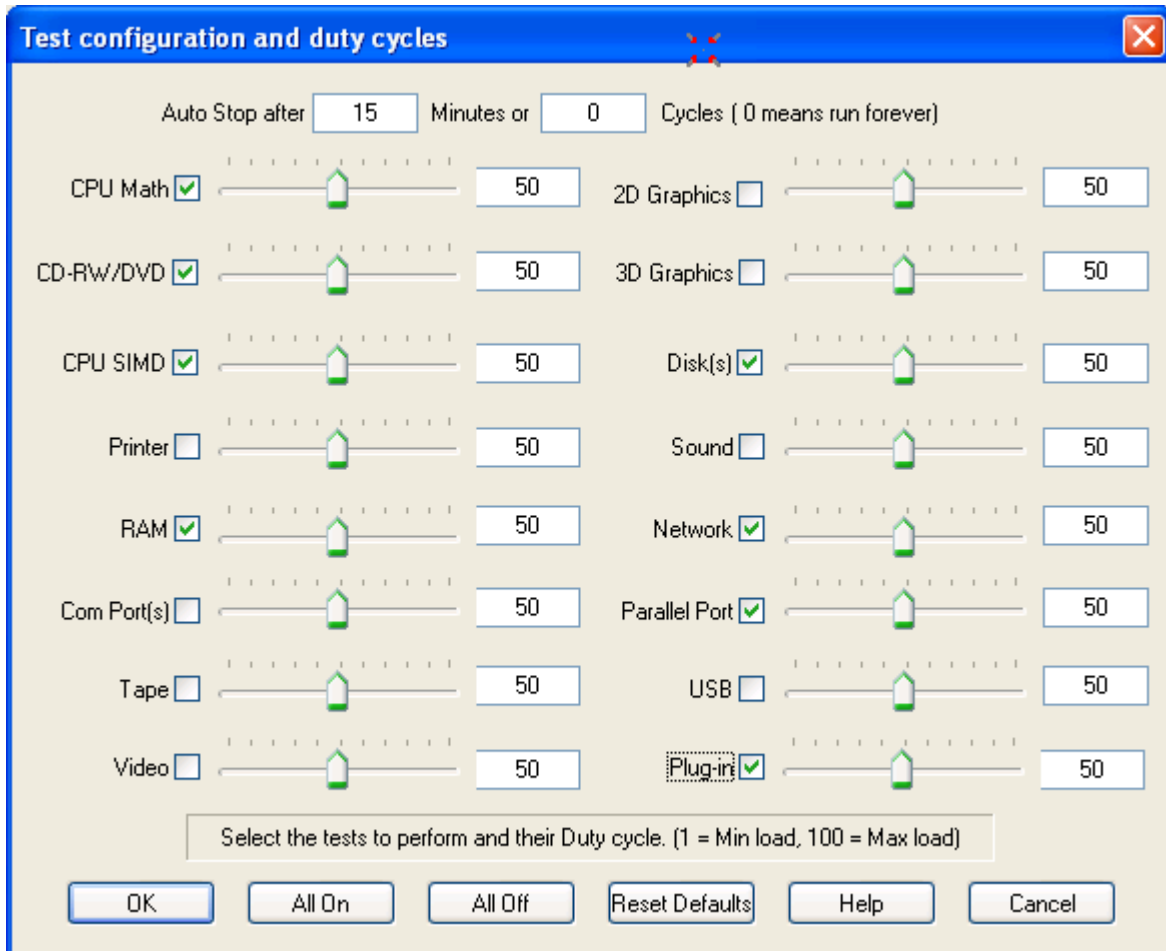 Test configuration and duty cycles
Auto Stop after 15 Minutes or 0 Cycles ( 0 means run forever)
CPU Math 50 2D Graphics 50
CD-RW/DVD 50 3D Graphics 50
CPU SIMD 50 Disk(s) 50
Printer 50 Sound 50
RAM 50 Network 50
Com Port(s) 50 Parallel Port 50
Tape 50 USB 50
Video 50 Plug-in 50
Select the tests to perform and their Duty cycle. (1 = Min load, 100 = Max load)
OK All On All Off Reset Defaults Help Cancel